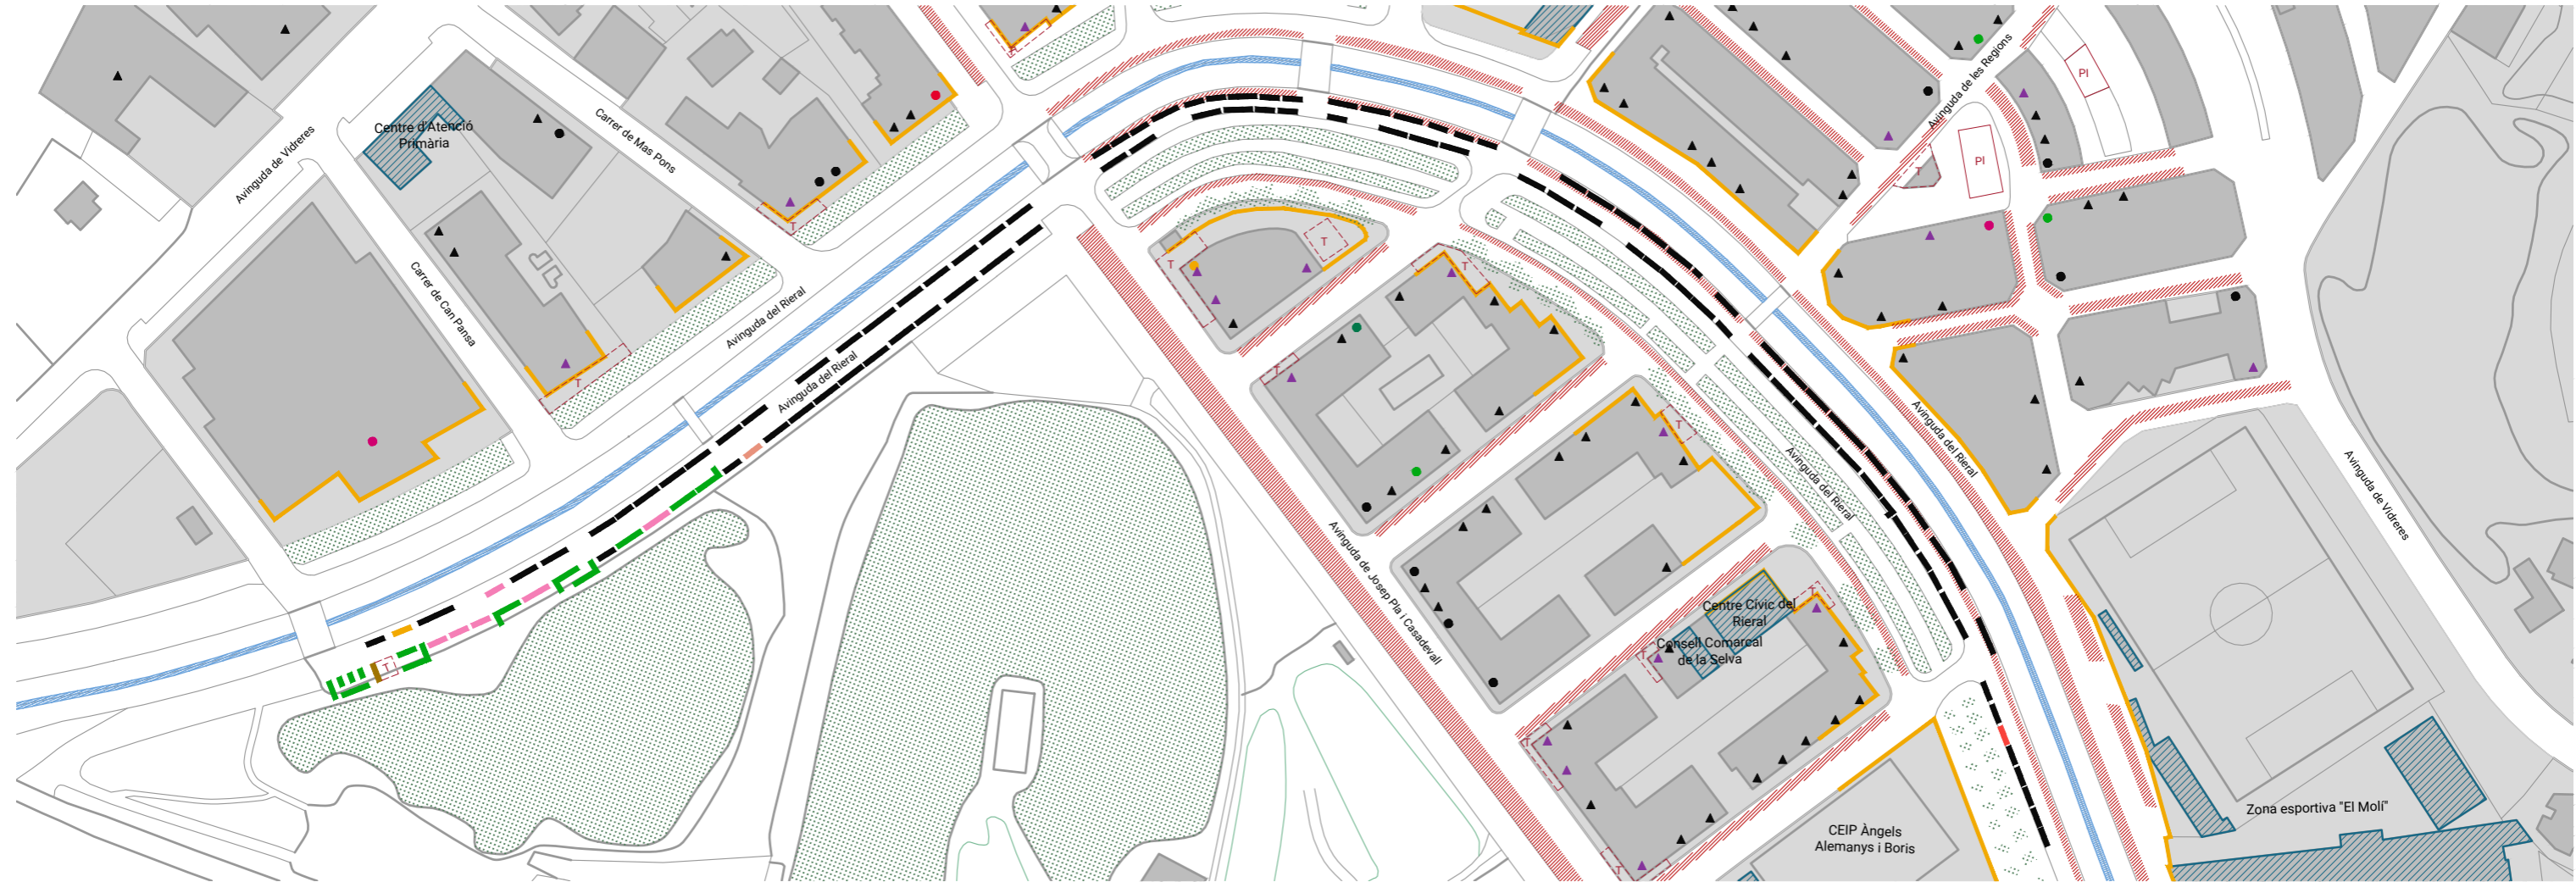 Avinguda de les Regions
PI
Centre d'Atenció
Primària
Avinguda de Vidreres
Carrer de Mas Pons
PI
T
T
T
T
T
Carrer de Can Pansa
Avinguda del Rieral
Avinguda del Rieral
T
T
T
Avinguda del Rieral
Avinguda del Rieral
Avinguda de Vidreres
Avinguda de Josep Pla i Casadevall
Centre Cívic del
Rieral
T
Consell Comarcal
de la Selva
T
T
T
Zona esportiva "El Molí"
CEIP Àngels
Alemanys i Boris
T